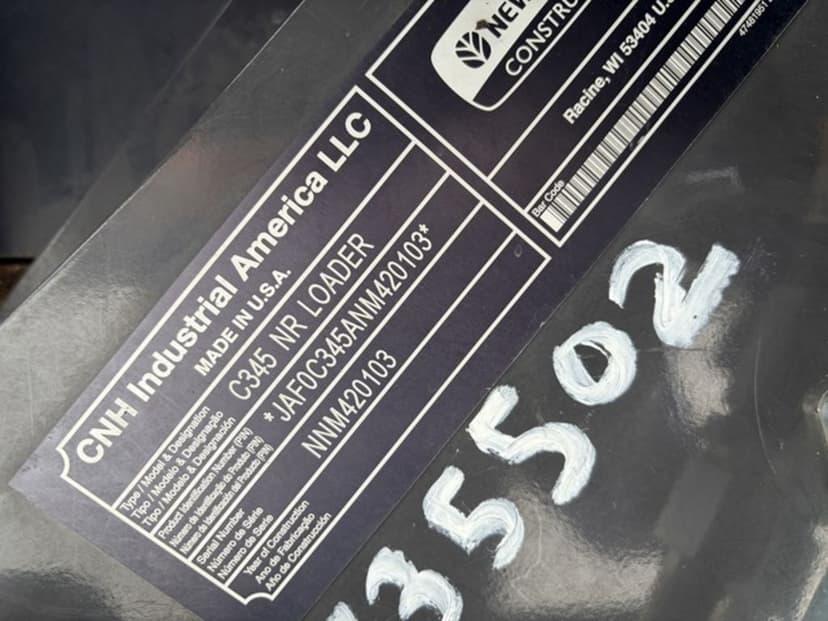 CNH Industrial America LLC
MADE IN U.S.A.
Type / Model & Designation
Tipo / Modelo & Designação
Tipo / Modelo & Designación
C345 NR LOADER
Product Identification Number (PIN)
Número de Identificação do Produto (PIN)
Número de Identificación del Producto (PIN)
*JAF0C345ANM420103*
Serial Number
Número de Série
Número de Serie
NNM420103
Year of Construction
Ano de Fabricação
Año de Construcción
NEW
CONSTRU
Racine, WI 53404 U.S
Bar Code
47481951
35502